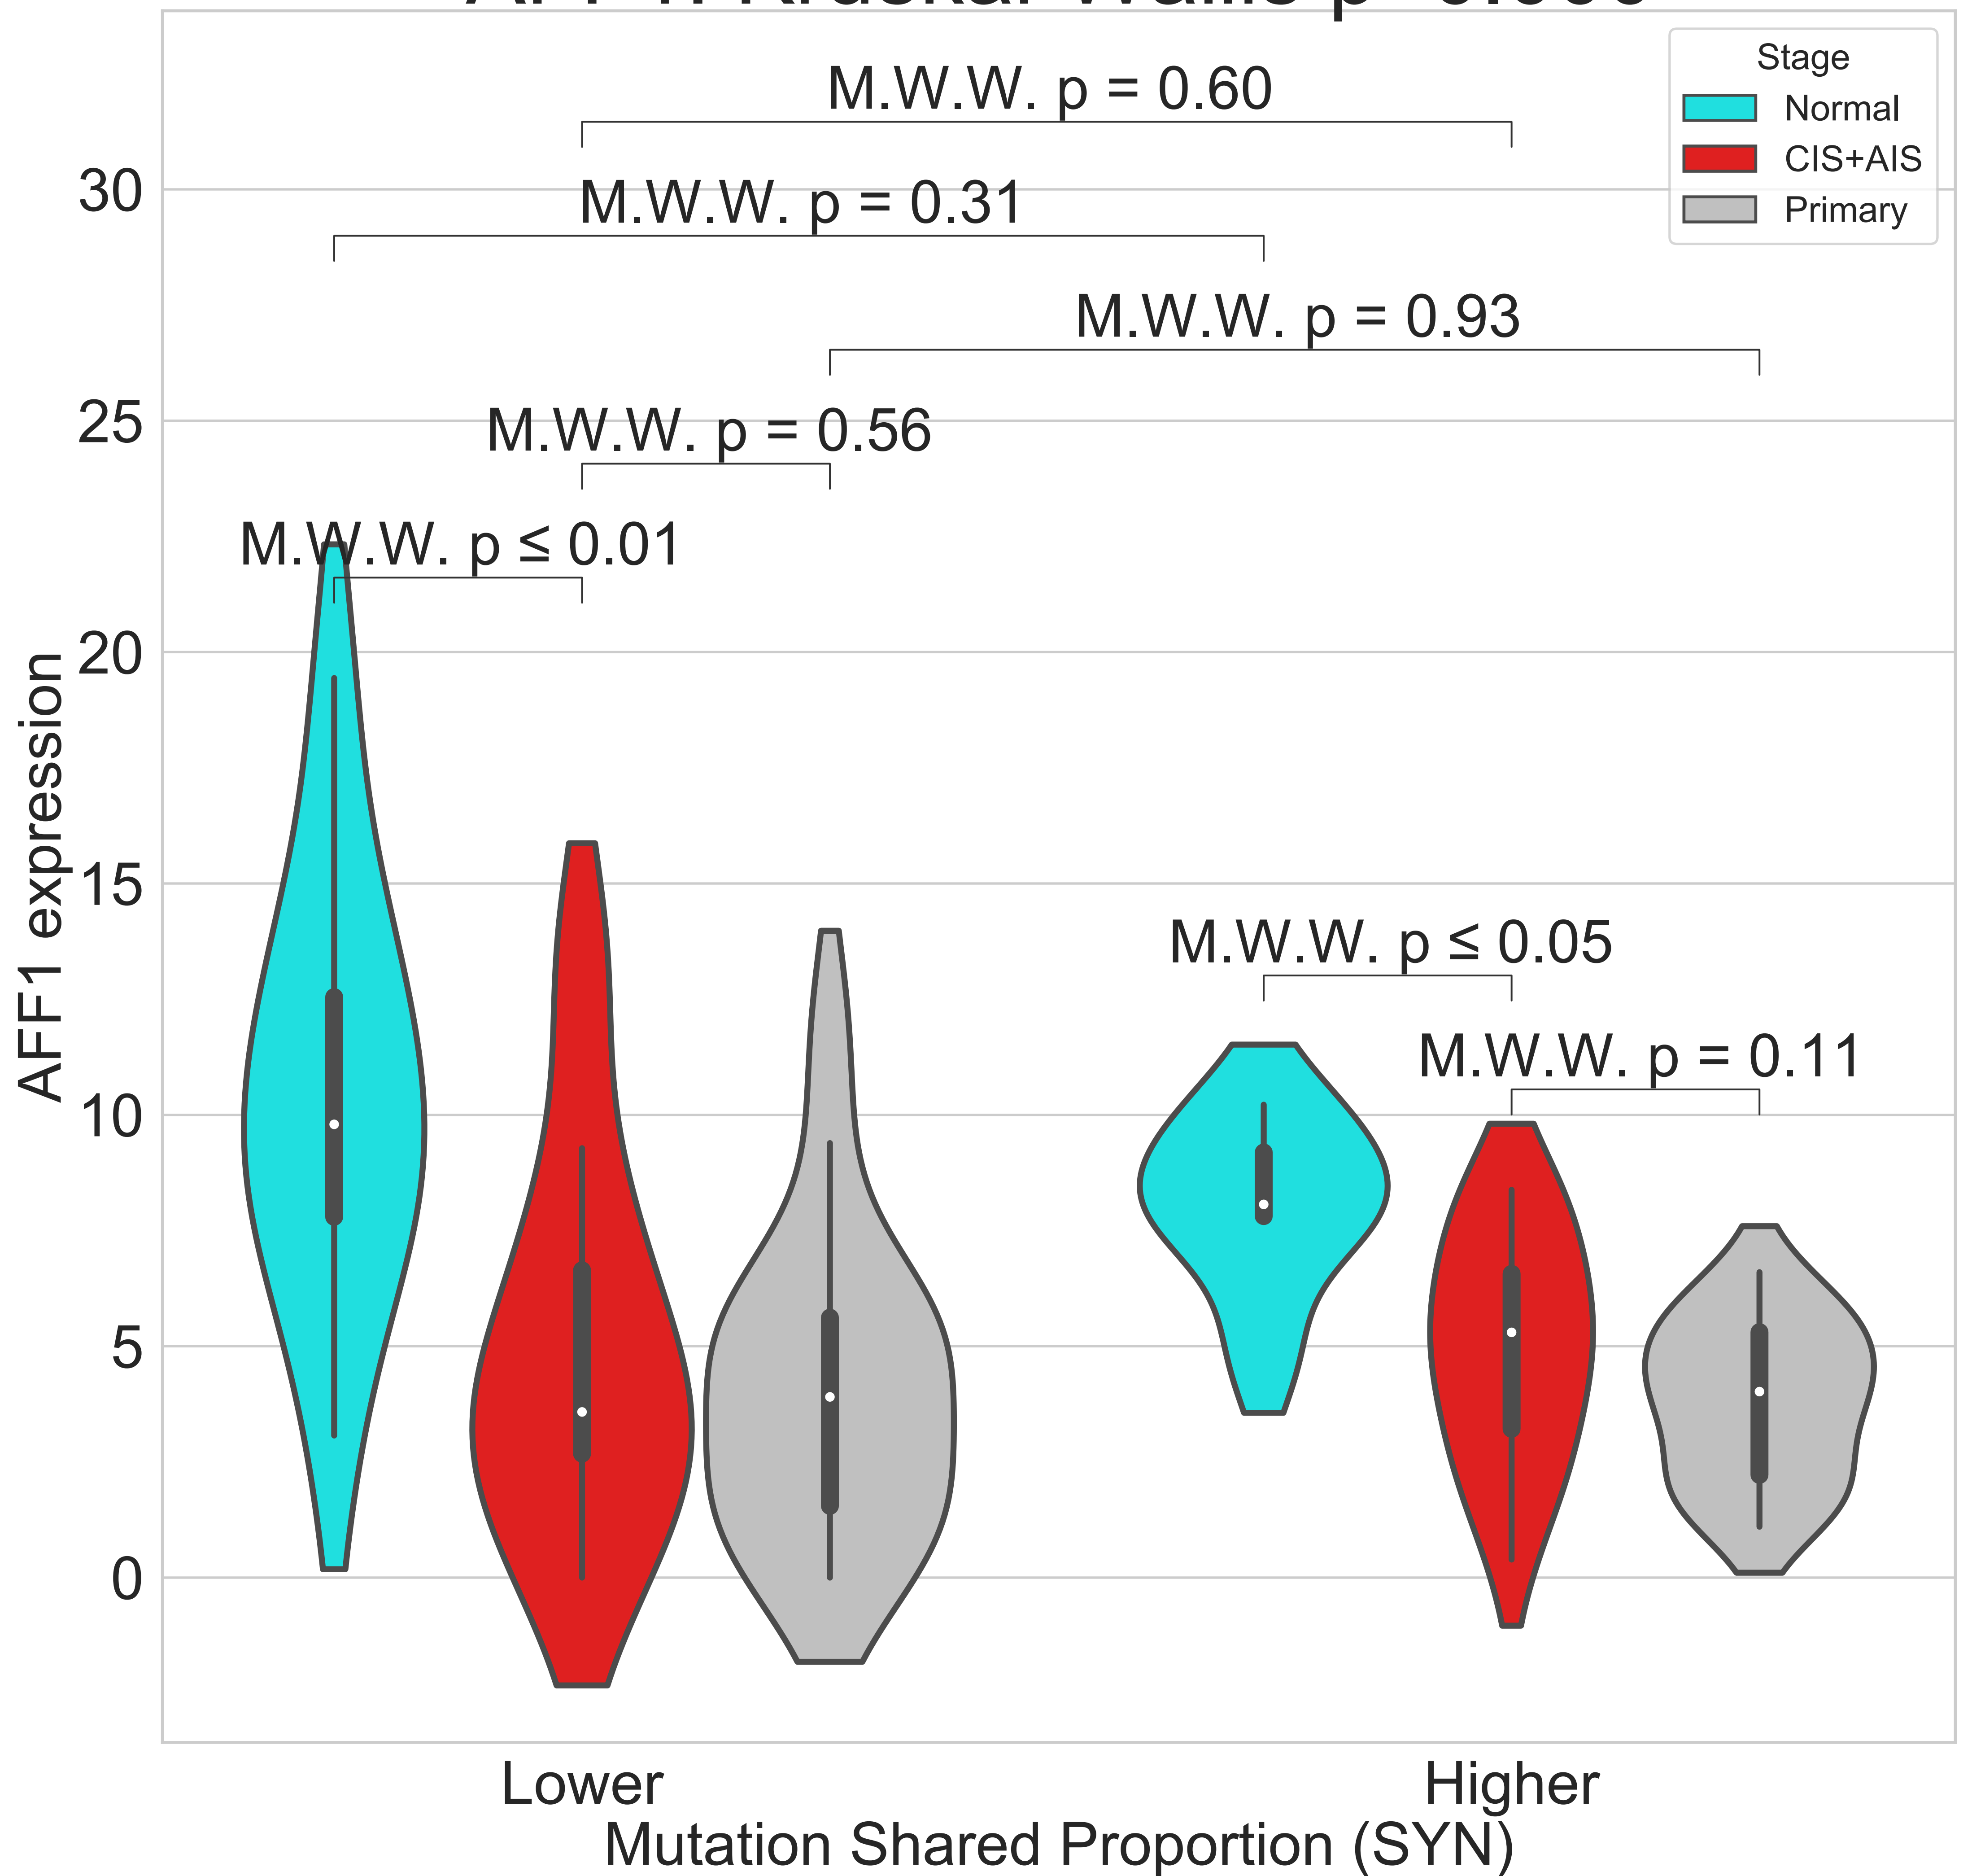 Stage
Normal
CIS+AIS
Primary
M.W.W. p = 0.60
M.W.W. p = 0.31
M.W.W. p = 0.93
M.W.W. p = 0.56
M.W.W. p ≤ 0.01
M.W.W. p ≤ 0.05
M.W.W. p = 0.11
30
25
20
15
10
5
0
AFF1 expression
Lower
Higher
Mutation Shared Proportion (SYN)